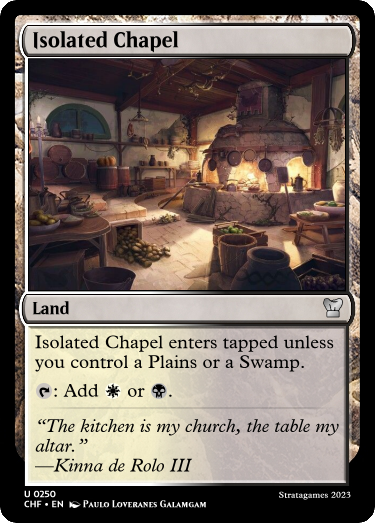 Isolated Chapel
Land
Isolated Chapel enters tapped unless
you control a Plains or a Swamp.
: Add or .
“The kitchen is my church, the table my
altar.”
—Kinna de Rolo III
U 0250
CHF • EN PAULO LOVERANES GALAMGAM
Stratagames 2023